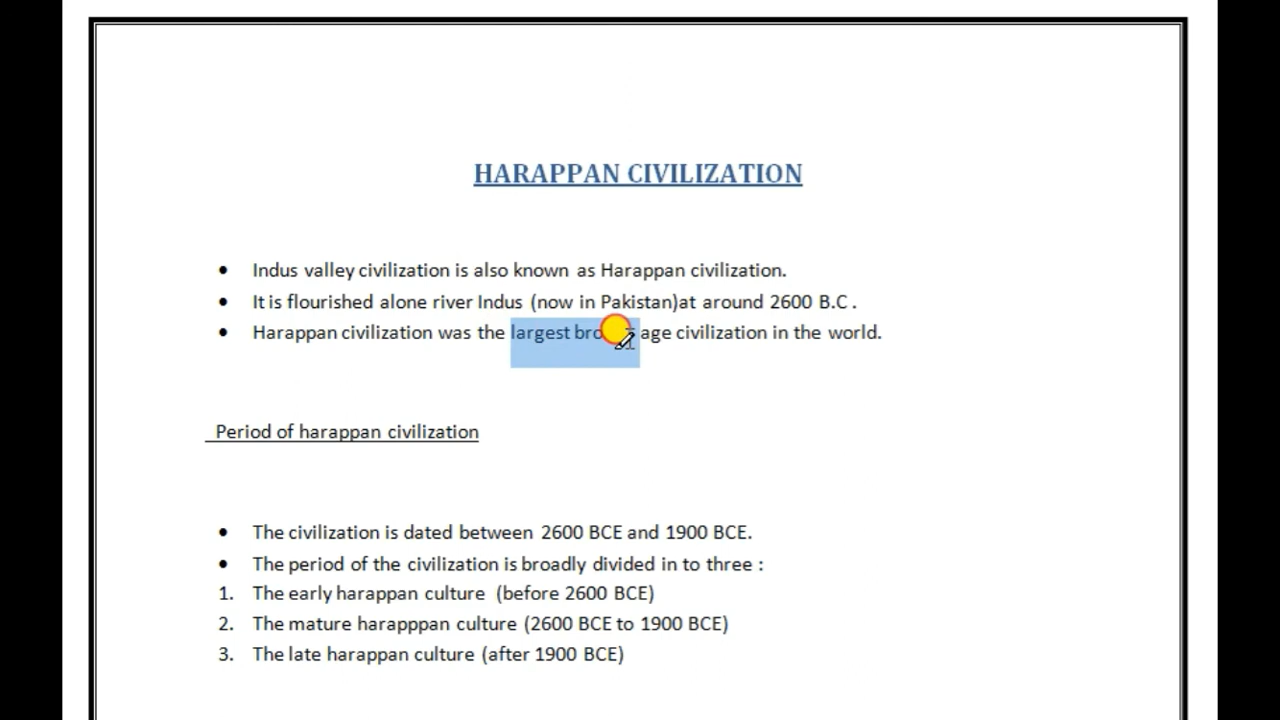 HARAPPAN CIVILIZATION
• Indus valley civilization is also known as Harappan civilization.
• It is flourished alone river Indus (now in Pakistan)at around 2600 B.C .
• Harappan civilization was the largest age civilization in the world.
Period of harappan civilization
• The civilization is dated between 2600 BCE and 1900 BCE.
• The period of the civilization is broadly divided in to three :
1. The early harappan culture (before 2600 BCE)
2. The mature harapppan culture (2600 BCE to 1900 BCE)
3. The late harappan culture (after 1900 BCE)